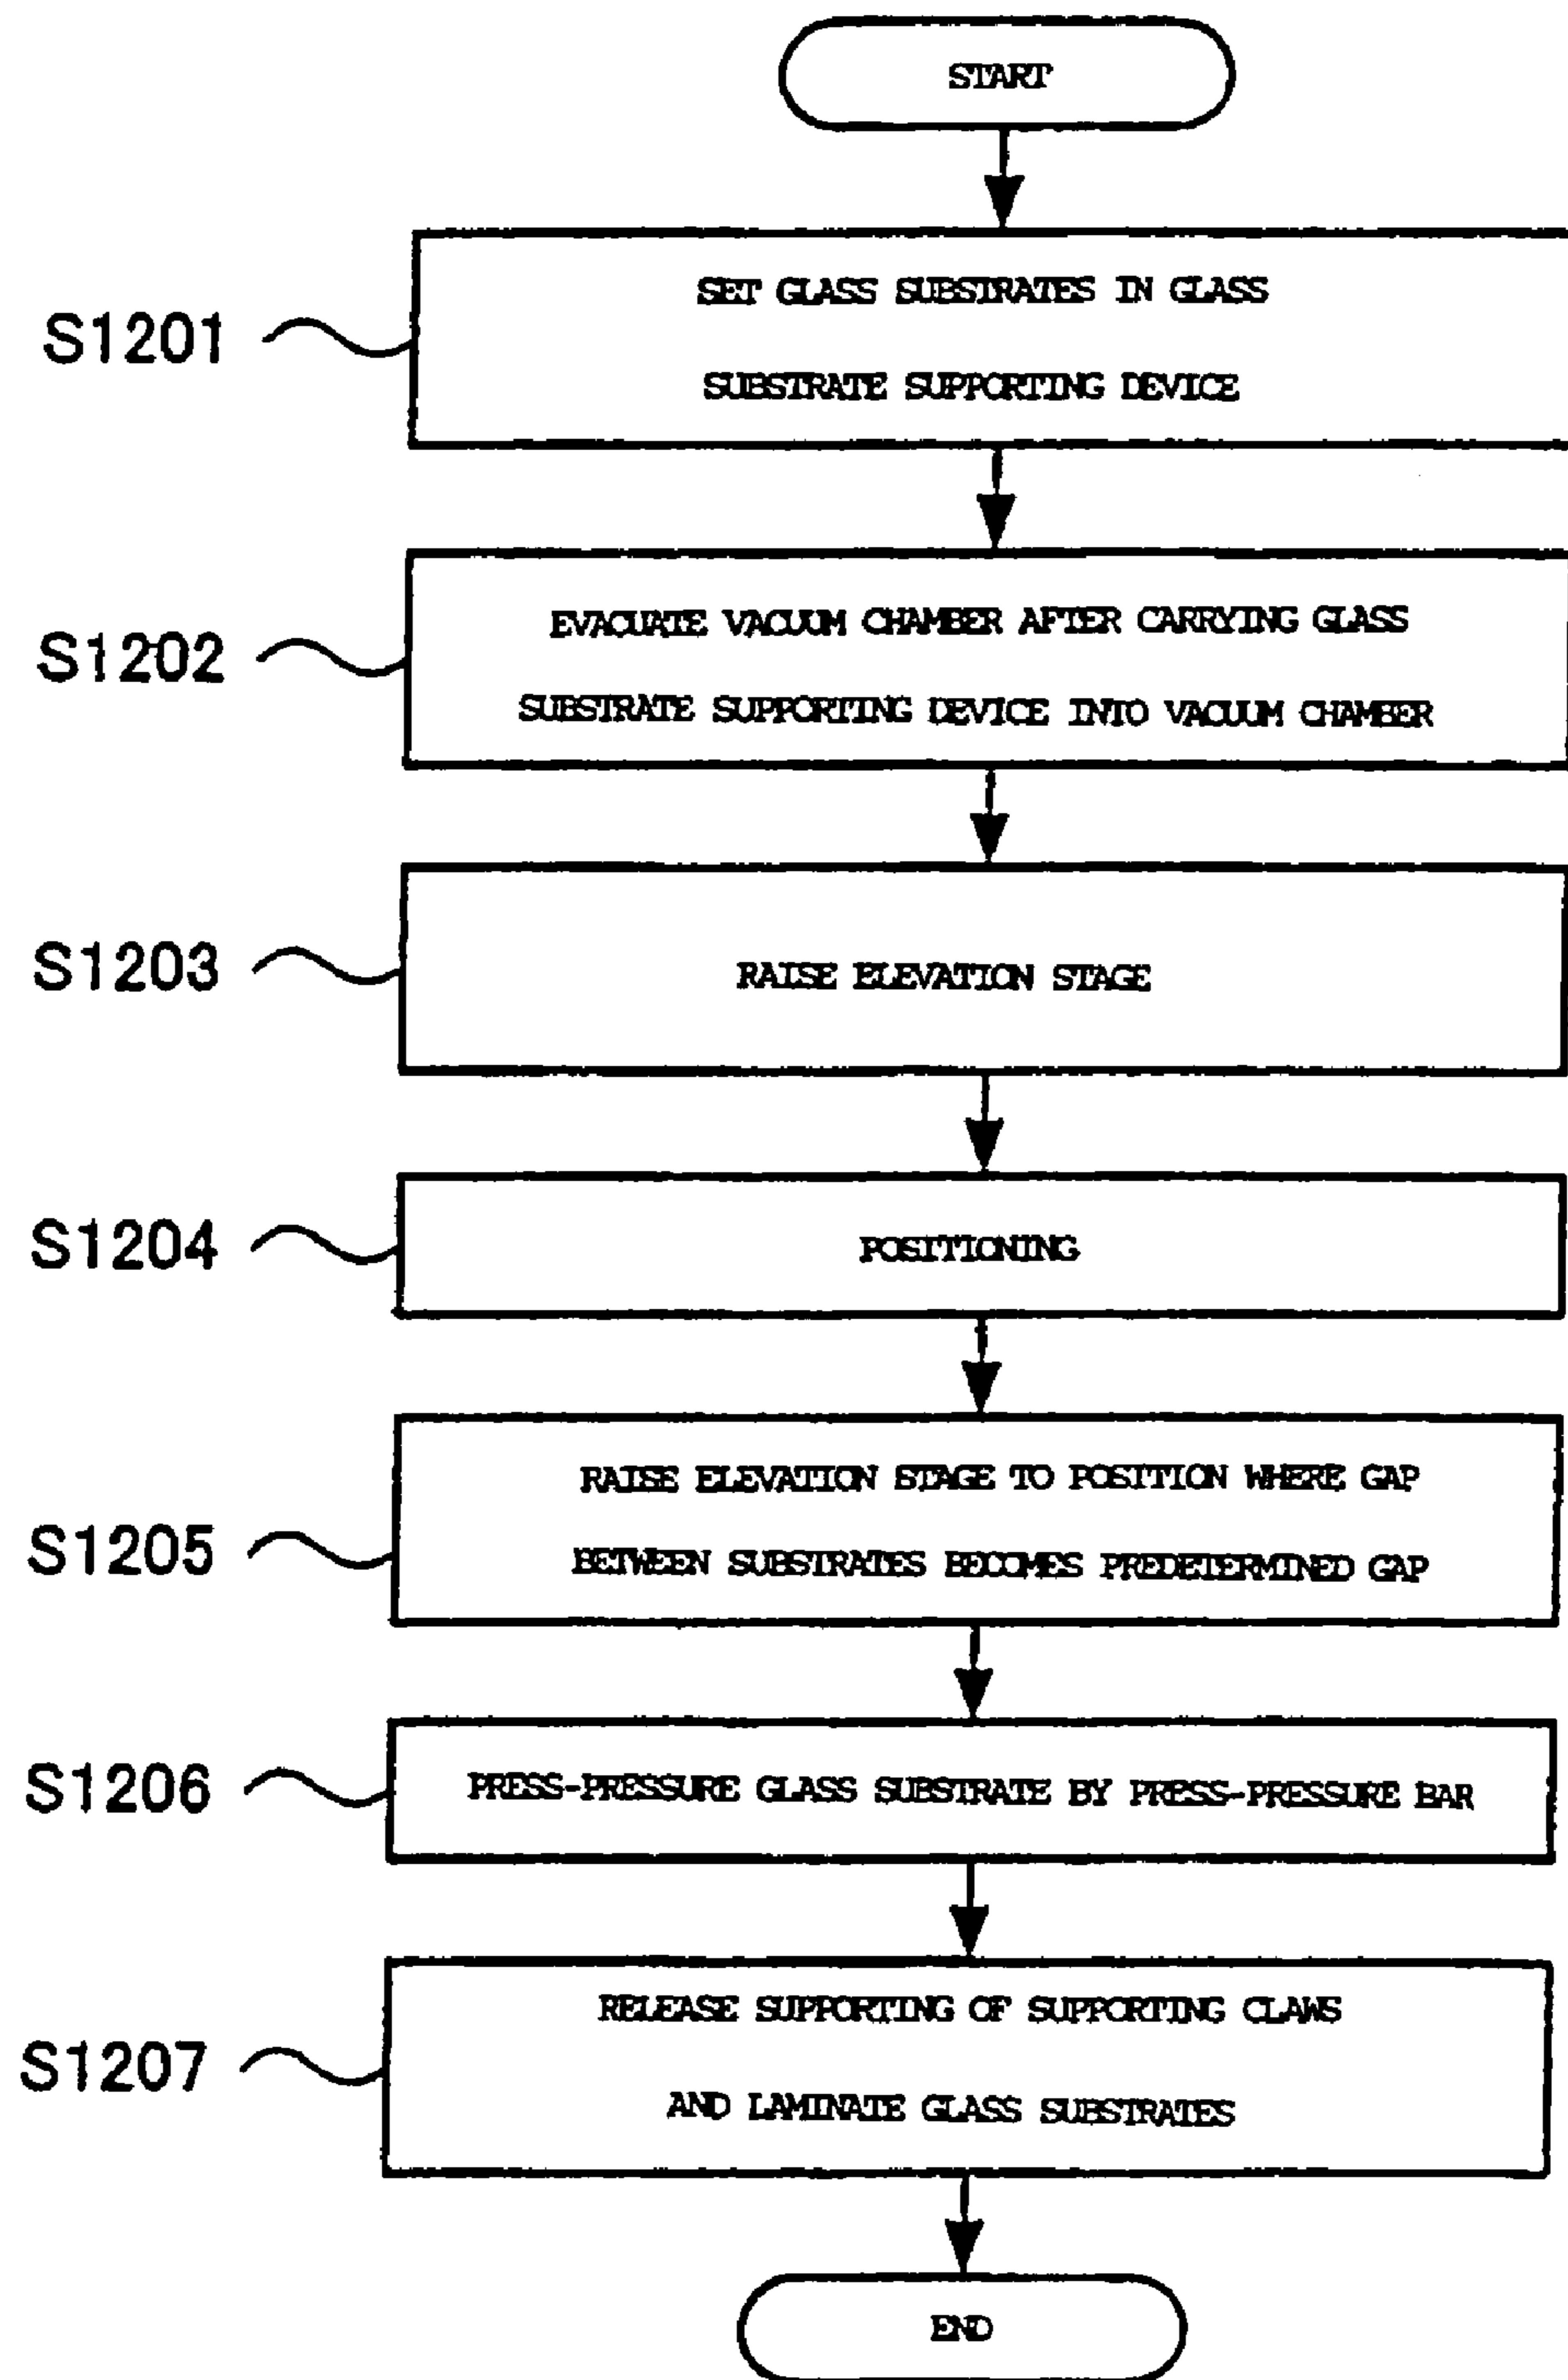 START
S1201
SET GLASS SUBSTRATES IN GLASS
SUBSTRATE SUPPORTING DEVICE
S1202
EVACUATE VACUUM CHAMBER AFTER CARRYING GLASS
SUBSTRATE SUPPORTING DEVICE INTO VACUUM CHAMBER
S1203
RAISE ELEVATION STAGE
S1204
POSITIONING
S1205
RAISE ELEVATION STAGE TO POSITION WHERE GAP
BETWEEN SUBSTRATES BECOMES PREDETERMINED GAP
S1206
PRESS-PRESSURE GLASS SUBSTRATE BY PRESS-PRESSURE BAR
S1207
RELEASE SUPPORTING OF SUPPORTING CLAWS
AND LAMINATE GLASS SUBSTRATES
END